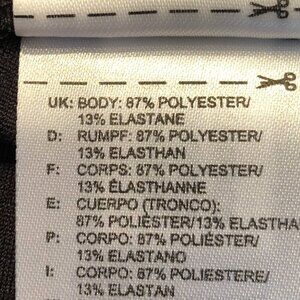 UK: BODY: 87% POLYESTER/
13% ELASTANE
D: RUMPF: 87% POLYESTER/
13% ELASTHAN
F: CORPS: 87% POLYESTER/
13% ÉLASTHANNE
E: CUERPO (TRONCO):
87% POLIÉSTER/13% ELASTHA
P: CORPO: 87% POLIÉSTER/
13% ELASTANO
I: CORPO: 87% POLIESTERE/
13% ELASTAN